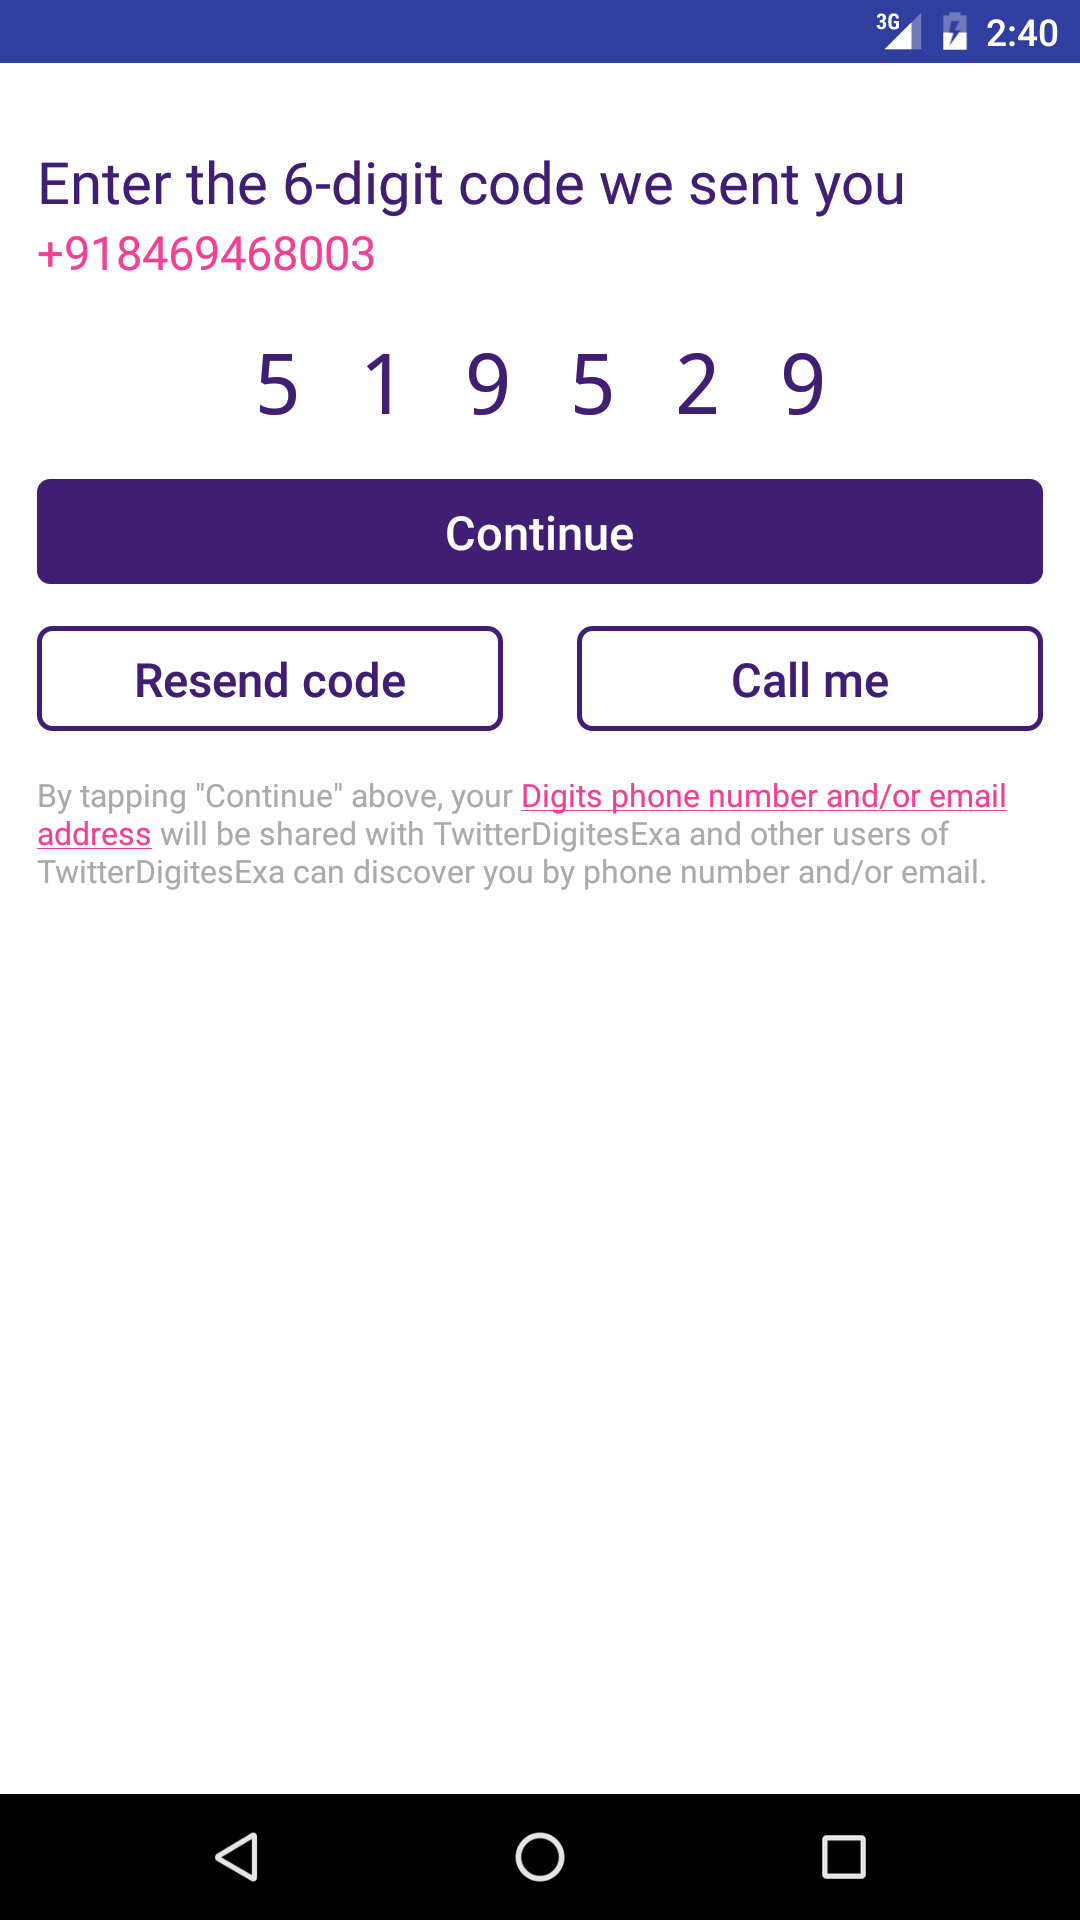 3G 2:40
Enter the 6-digit code we sent you
+918469468003
5 1 9 5 2 9
Continue
Resend code Call me
By tapping "Continue" above, your Digits phone number and/or email
address will be shared with TwitterDigitesExa and other users of
TwitterDigitesExa can discover you by phone number and/or email.